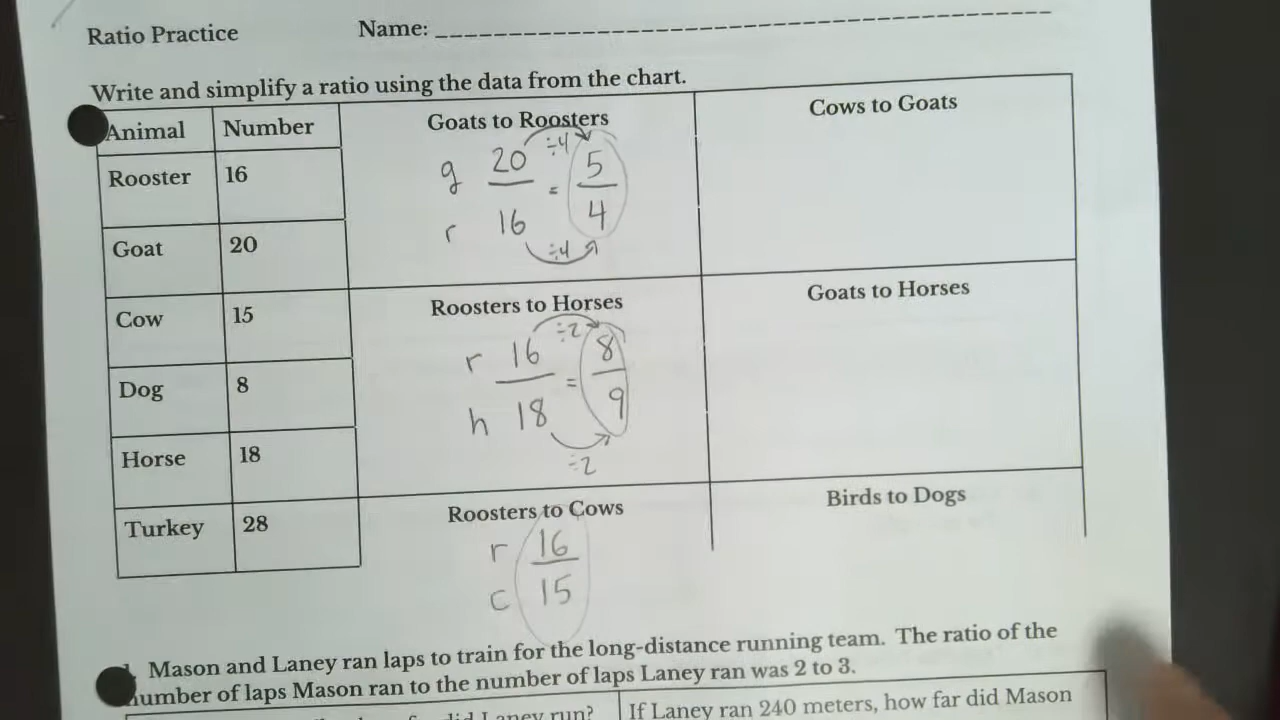 Ratio Practice Name:
Write and simplify a ratio using the data from the chart.
Animal Number
Rooster 16
Goat 20
Cow 15
Dog 8
Horse 18
Turkey 28
Goats to Roosters
÷4
g 20 = 5
r 16 4
÷4
Cows to Goats
Roosters to Horses
÷2
r 16 = 8
h 18 9
÷2
Goats to Horses
Roosters to Cows
r 16
c 15
Birds to Dogs
Mason and Laney ran laps to train for the long-distance running team. The ratio of the
number of laps Mason ran to the number of laps Laney ran was 2 to 3.
did Laney run?
If Laney ran 240 meters, how far did Mason